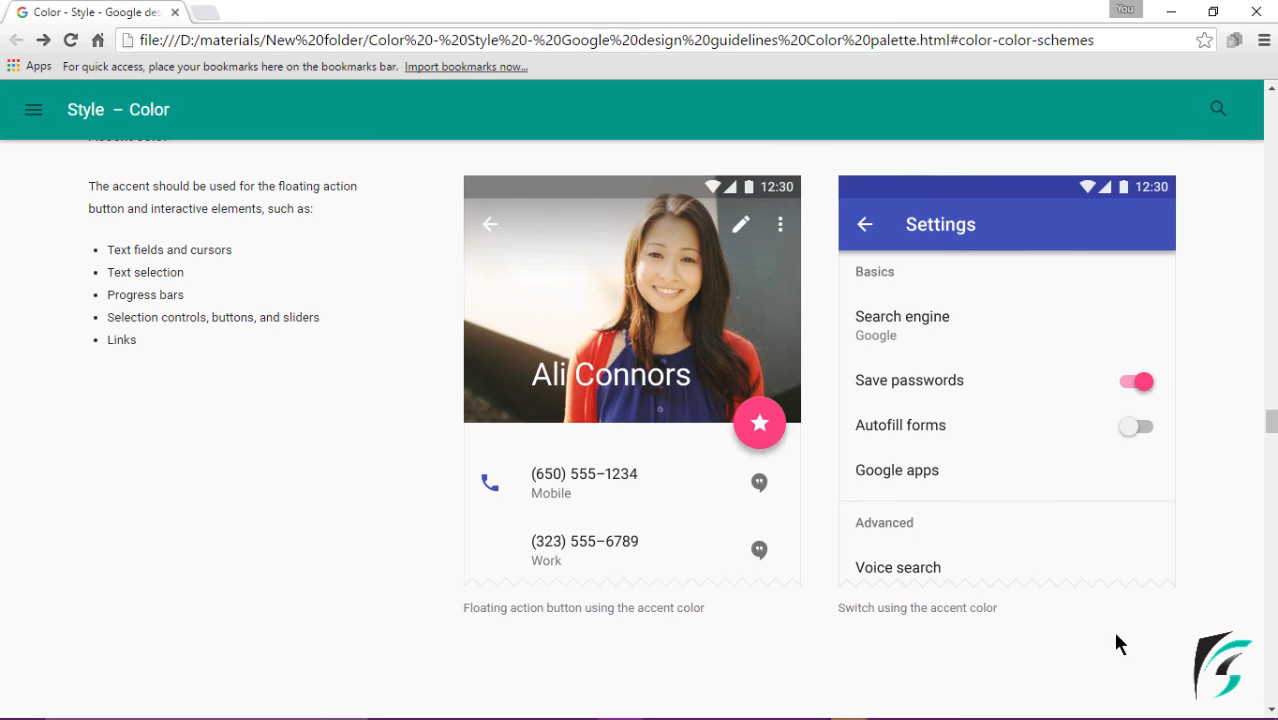 Color - Style - Google des
You
file:///D:/materials/New%20folder/Color%20-%20Style%20-%20Google%20design%20guidelines%20Color%20palette.html#color-color-schemes
Apps For quick access, place your bookmarks here on the bookmarks bar. Import bookmarks now...
Style – Color
The accent should be used for the floating action
button and interactive elements, such as:
• Text fields and cursors
• Text selection
• Progress bars
• Selection controls, buttons, and sliders
• Links
12:30
Ali Connors
(650) 555–1234
Mobile
(323) 555–6789
Work
Floating action button using the accent color
12:30
Settings
Basics
Search engine
Google
Save passwords
Autofill forms
Google apps
Advanced
Voice search
Switch using the accent color